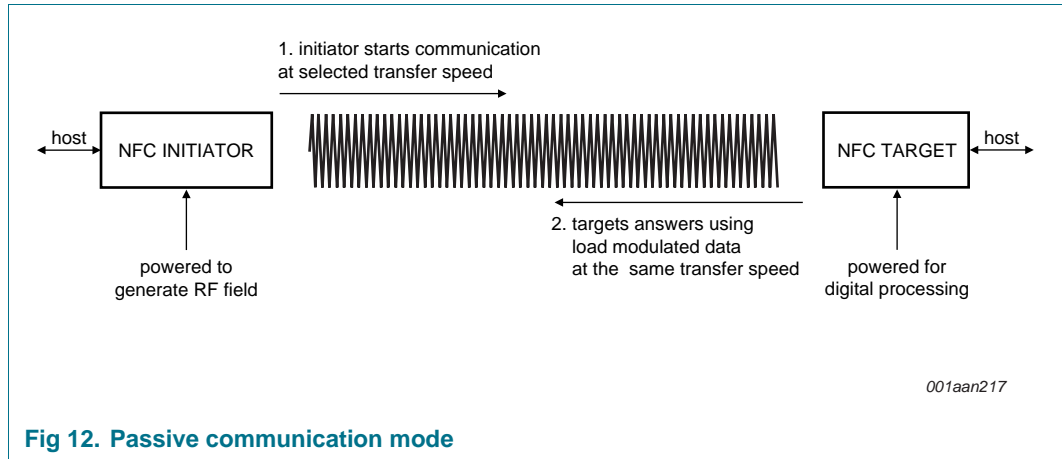 1. initiator starts communication
at selected transfer speed
host
NFC INITIATOR
NFC TARGET
host
2. targets answers using
load modulated data
at the same transfer speed
powered to
generate RF field
powered for
digital processing
001aan217
Fig 12. Passive communication mode